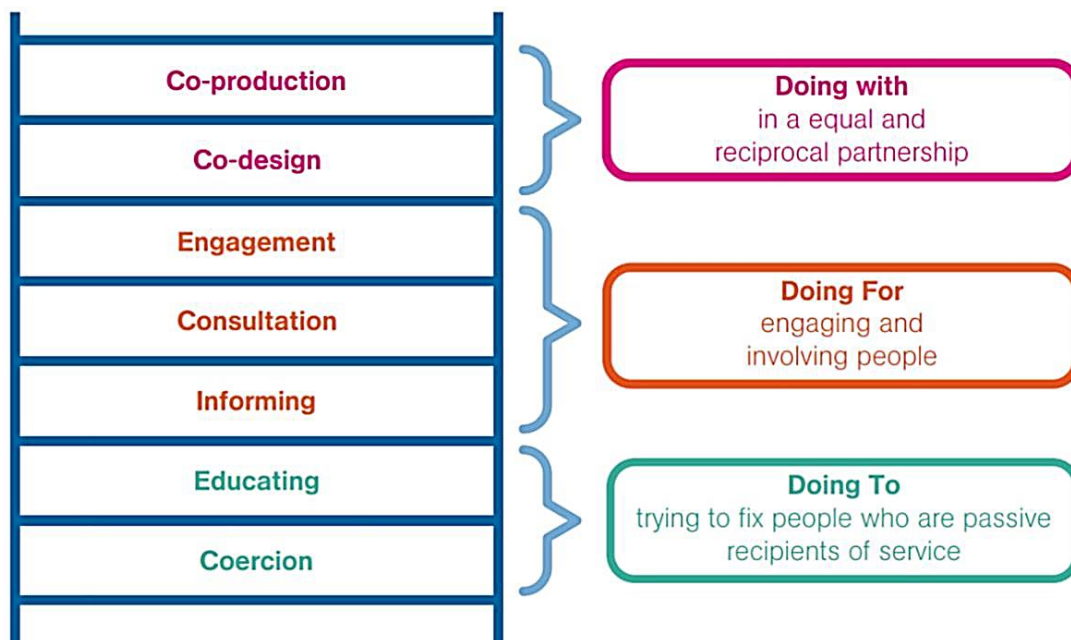 Co-production
Co-design
Engagement
Consultation
Informing
Educating
Coercion
Doing with
in a equal and
reciprocal partnership
Doing For
engaging and
involving people
Doing To
trying to fix people who are passive
recipients of service